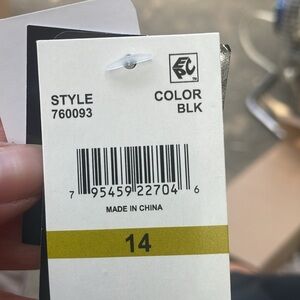 STYLE
760093
COLOR
BLK
7 95459 22704 6
MADE IN CHINA
14